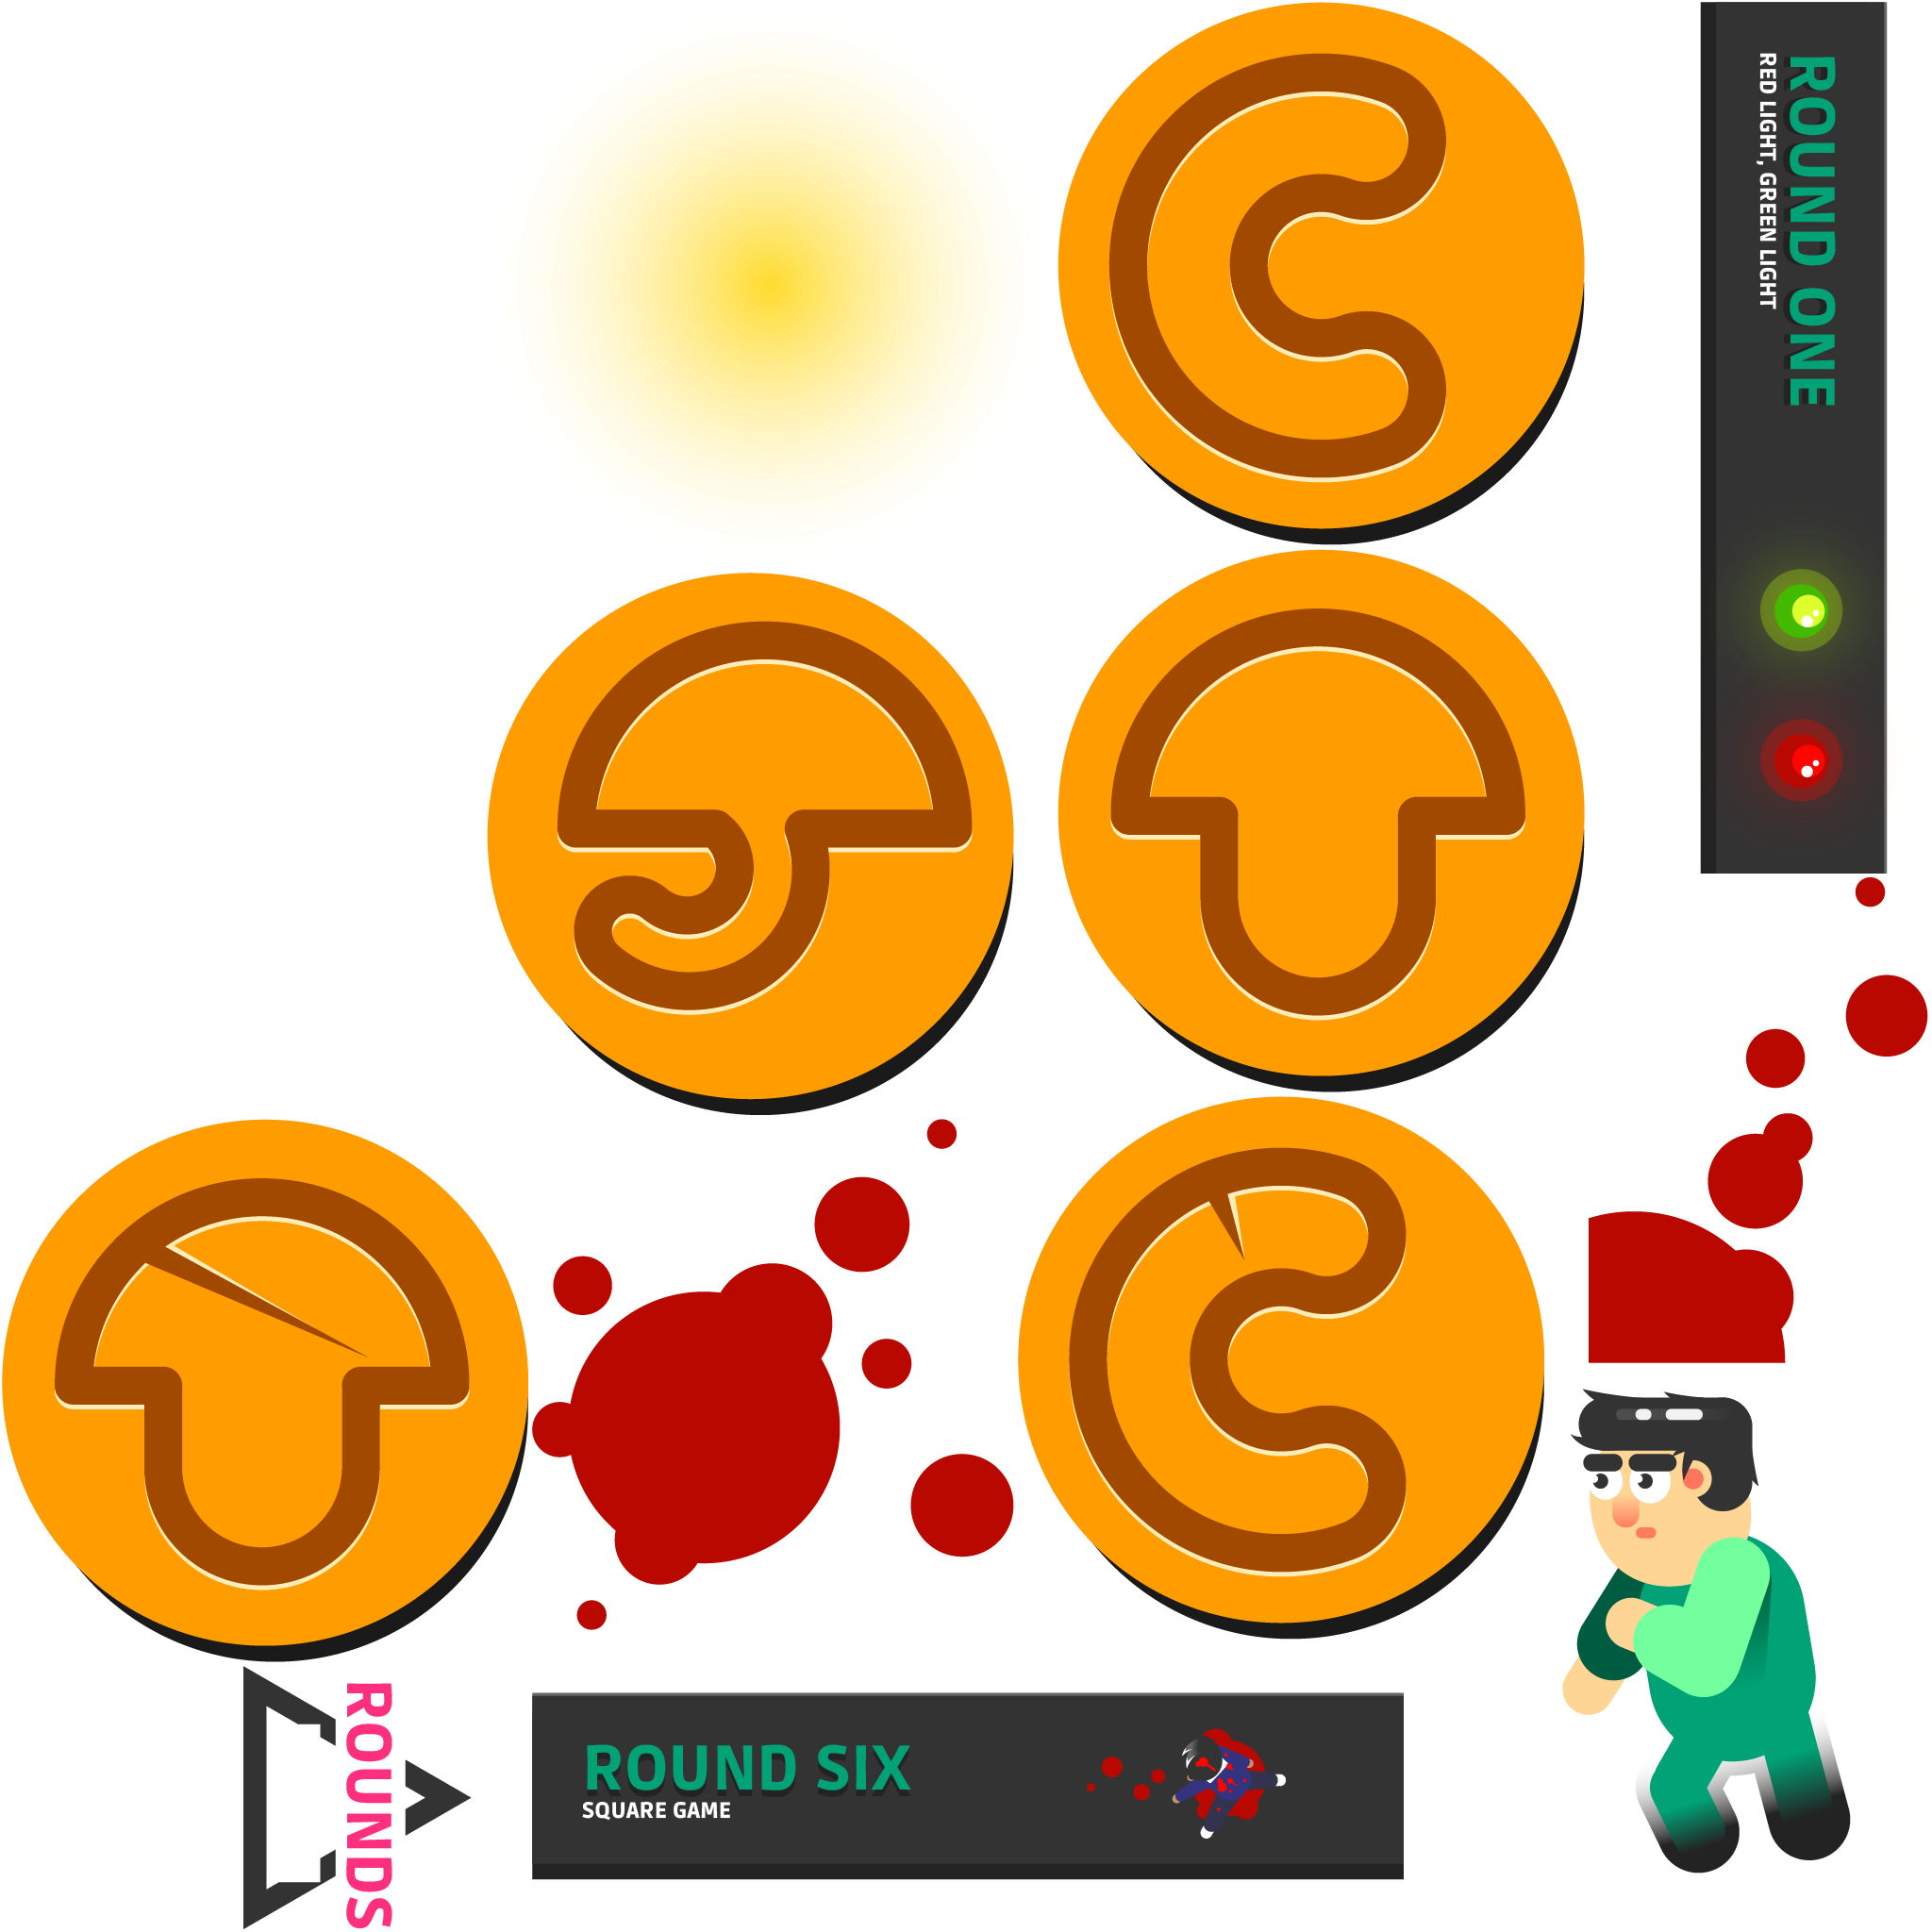 ROUND ONE
RED LIGHT, GREEN LIGHT
ROUNDS
ROUND SIX
SQUARE GAME